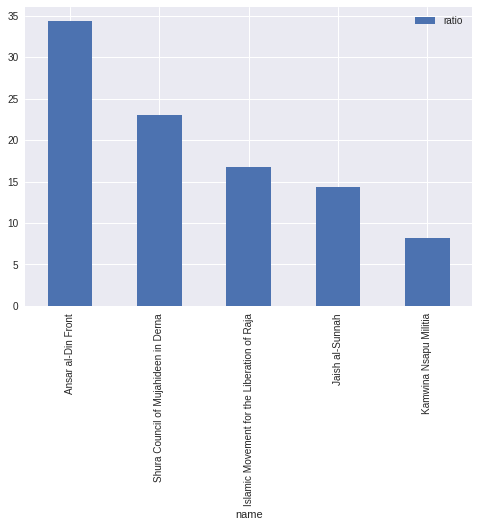 35
30
25
20
15
10
5
0
ratio
Ansar al-Din Front
Shura Council of Mujahideen in Derna
Islamic Movement for the Liberation of Raja
Jaish al-Sunnah
Kamwina Nsapu Militia
name